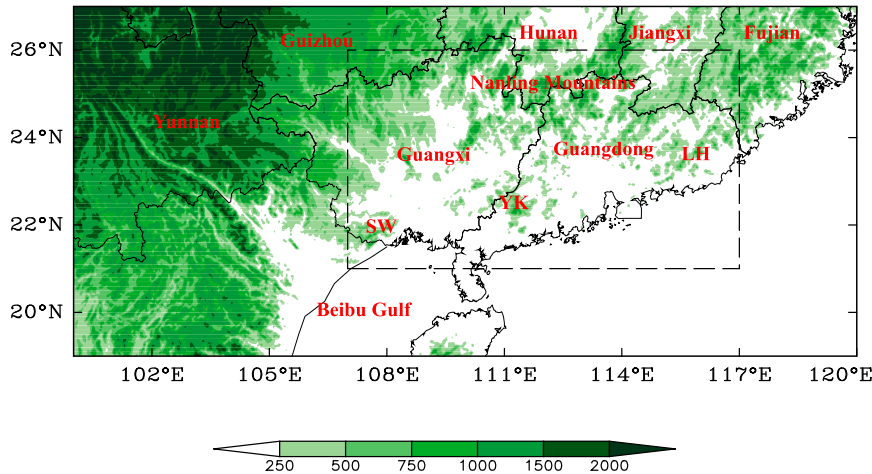 26°N
Guizhou
Hunan
Jiangxi
Fujian
Nanling Mountains
24°N
Yunnan
Guangxi
Guangdong
LH
22°N
SW
YK
20°N
Beibu Gulf
102°E 105°E 108°E 111°E 114°E 117°E 120°E
250 500 750 1000 1500 2000